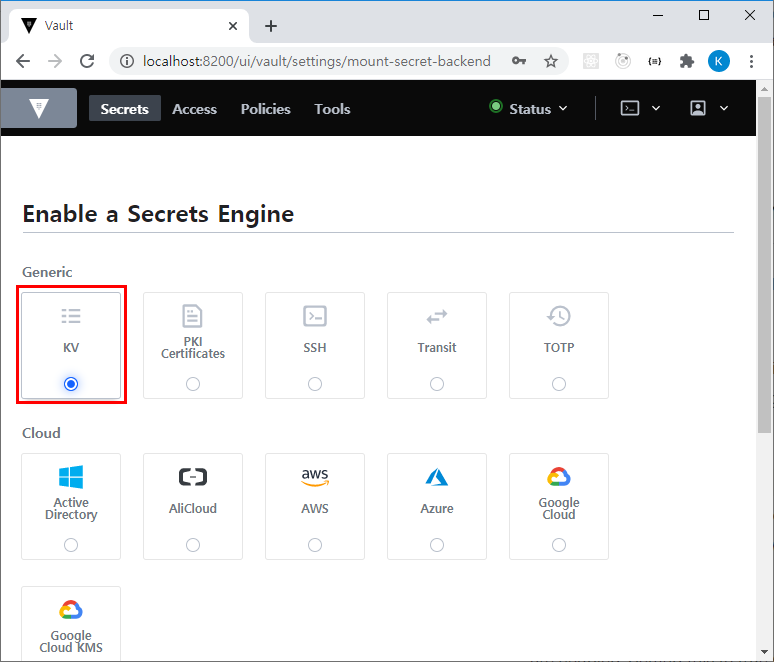 Vault
localhost:8200/ui/vault/settings/mount-secret-backend
K
Secrets
Access
Policies
Tools
Status
Enable a Secrets Engine
Generic
KV
PKI
Certificates
SSH
Transit
TOTP
Cloud
Active
Directory
AliCloud
aws
AWS
Azure
Google
Cloud
Google
Cloud KMS